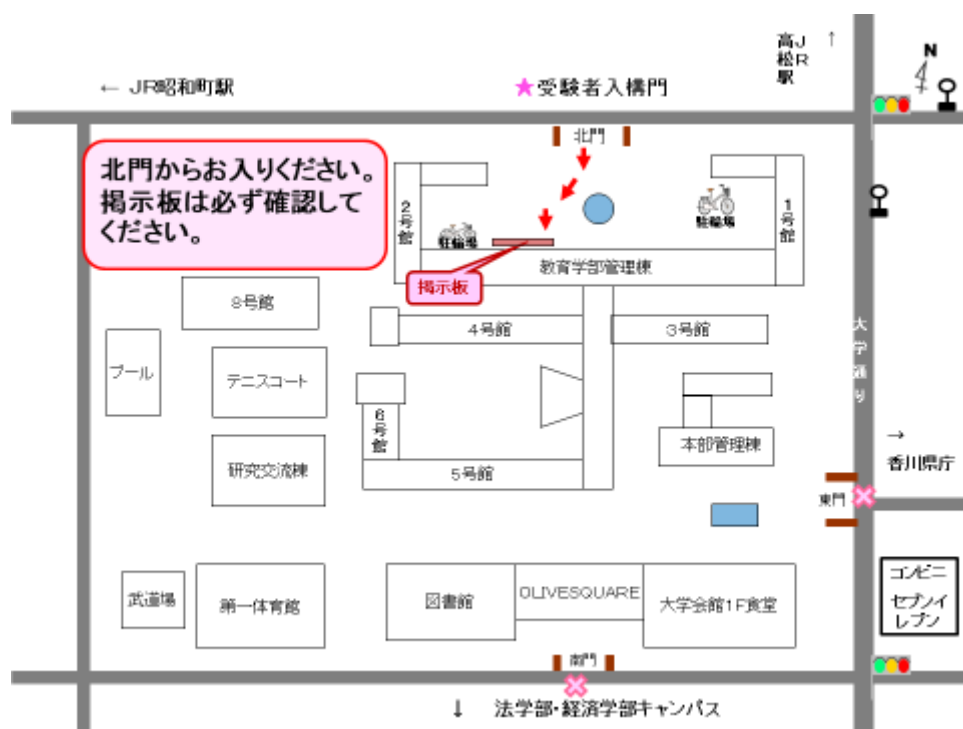 高松駅
JR
↑
N
← JR昭和町駅
★受験者入構門
北門
北門からお入りください。
掲示板は必ず確認して
ください。
2号館
駐輪場
駐輪場
1号館
教育学部管理棟
掲示板
8号館
4号館
3号館
大学通り
プール
テニスコート
6号館
本部管理棟
→
香川県庁
研究交流棟
5号館
東門
コンビニ
セブンイ
レブン
武道場
第一体育館
図書館
OLIVESQUARE
大学会館1F食堂
南門
↓ 法学部・経済学部キャンパス